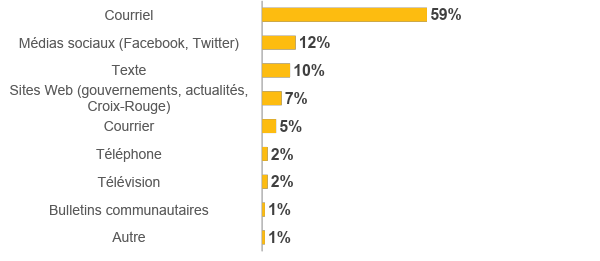 Courriel 59%
Médias sociaux (Facebook, Twitter) 12%
Texte 10%
Sites Web (gouvernements, actualités,
Croix-Rouge) 7%
Courrier 5%
Téléphone 2%
Télévision 2%
Bulletins communautaires 1%
Autre 1%